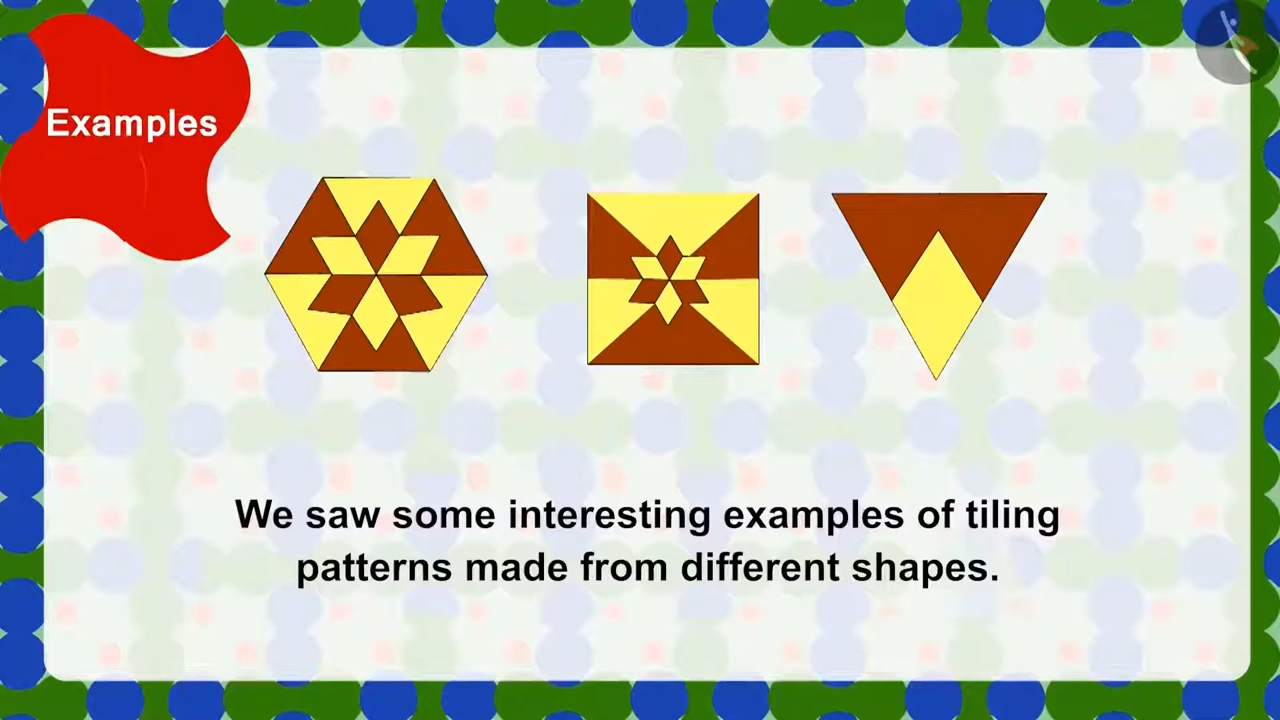 Examples
We saw some interesting examples of tiling
patterns made from different shapes.